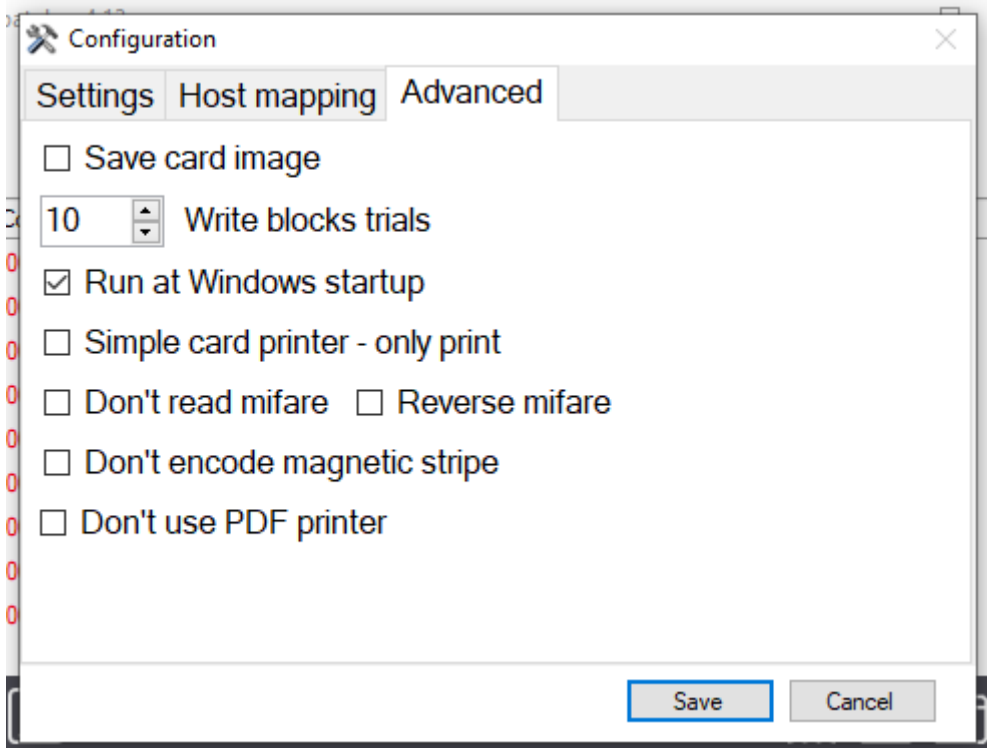 Configuration
Settings Host mapping Advanced
Save card image
10 Write blocks trials
Run at Windows startup
Simple card printer - only print
Don't read mifare Reverse mifare
Don't encode magnetic stripe
Don't use PDF printer
Save Cancel